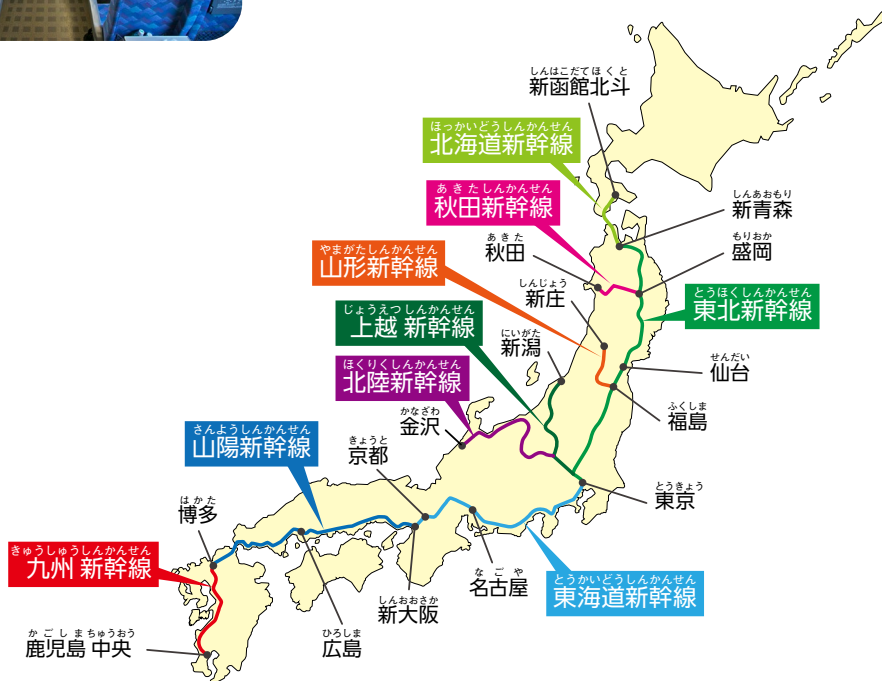 しんはこだてほくと
新函館北斗
ほっかいどうしんかんせん
北海道新幹線
あきたしんかんせん
秋田新幹線
しんあおもり
新青森
あきた
秋田
もりおか
盛岡
やまがたしんかんせん
山形新幹線
しんじょう
新庄
とうほくしんかんせん
東北新幹線
じょうえつしんかんせん
上越 新幹線
にいがた
新潟
せんだい
仙台
ほくりくしんかんせん
北陸新幹線
ふくしま
福島
かなざわ
金沢
さんようしんかんせん
山陽新幹線
きょうと
京都
とうきょう
東京
はかた
博多
きゅうしゅうしんかんせん
九州 新幹線
なごや
名古屋
とうかいどうしんかんせん
東海道新幹線
しんおおさか
新大阪
ひろしま
広島
かごしまちゅうおう
鹿児島 中央